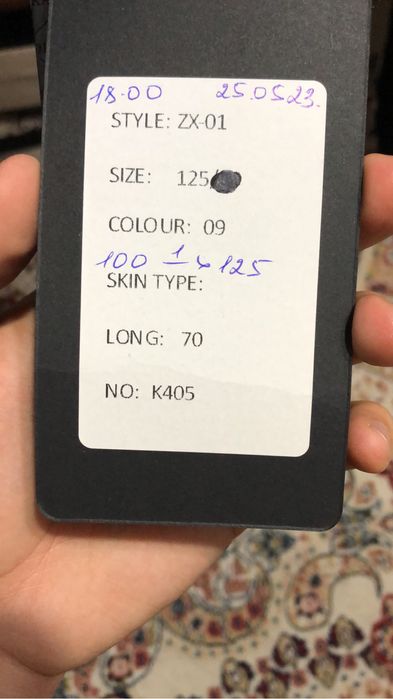 18.00 25.05.23.
STYLE: ZX-01
SIZE: 125/
COLOUR: 09
100 125
SKIN TYPE:
LONG: 70
NO: K405